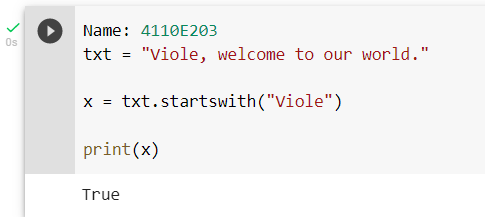 Name: 4110E203
0s
txt = "Viole, welcome to our world."
x = txt.startswith("Viole")
print(x)
True